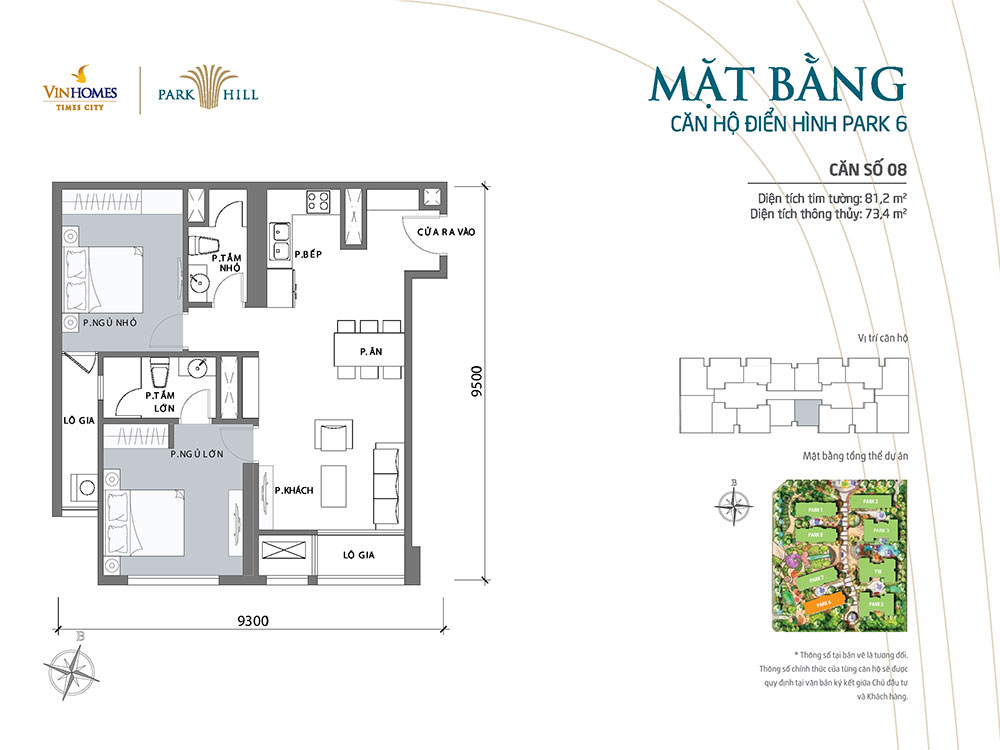 VINHOMES
TIMES CITY
PARK HILL
MẶT BẰNG
CĂN HỘ ĐIỂN HÌNH PARK 6
CĂN SỐ 08
Diện tích tim tường: 81,2 m²
Diện tích thông thủy: 73,4 m²
CỬA RA VÀO
P.TẮM
NHỎ
P.BẾP
P.NGỦ NHỎ
P. ĂN
P.TẮM
LỚN
LÔ GIA
P.NGỦ LỚN
P.KHÁCH
LÔ GIA
9500
9300
B
Vị trí căn hộ
Mặt bằng tổng thể dự án
B
PARK 1
PARK 2
PARK 8
PARK 3
T18
PARK 7
PARK 6
PARK 5
* Thông số tại bản vẽ là tương đối.
Thông số chính thức của từng căn hộ sẽ được
quy định tại văn bản ký kết giữa Chủ đầu tư
và Khách hàng.